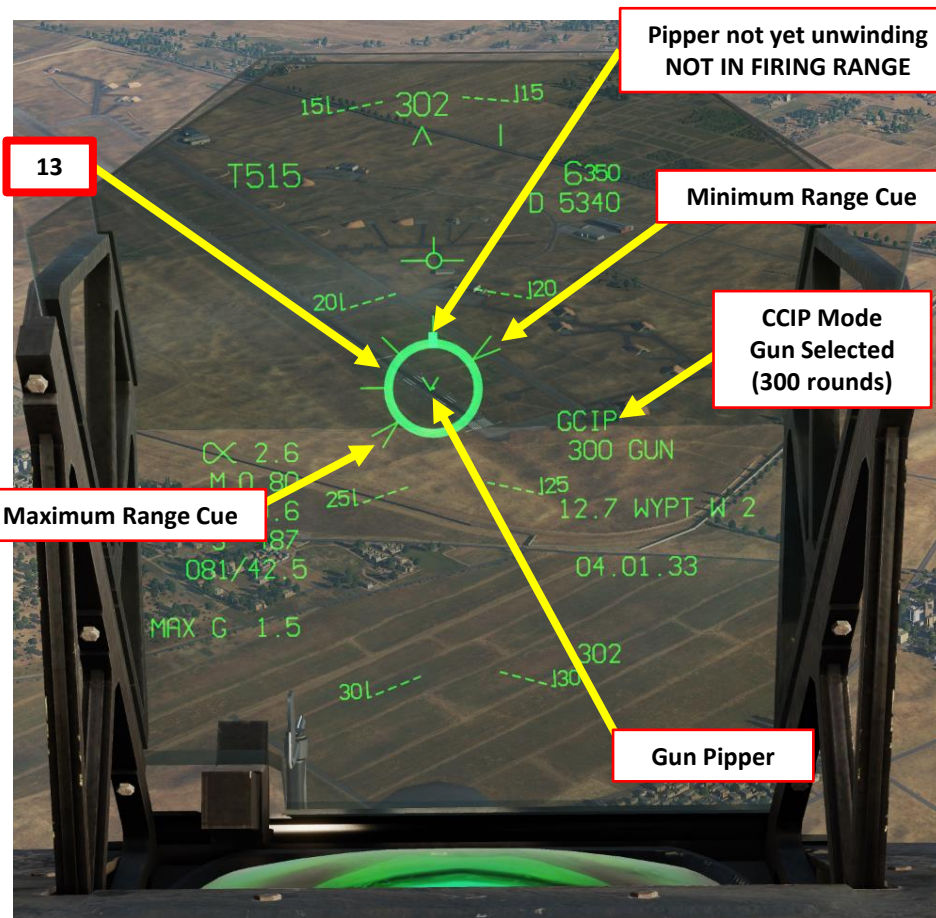 Pipper not yet unwinding
NOT IN FIRING RANGE
15 302 15
13
T515
6350
D 5340
Minimum Range Cue
20 20
CCIP Mode
Gun Selected
(300 rounds)
GCIP
300 GUN
α 2.6
M 0.80
25 25
12.7 WYPT W 2
Maximum Range Cue
.6
87
081/42.5
04.01.33
MAX G 1.5
302
30 30
Gun Pipper